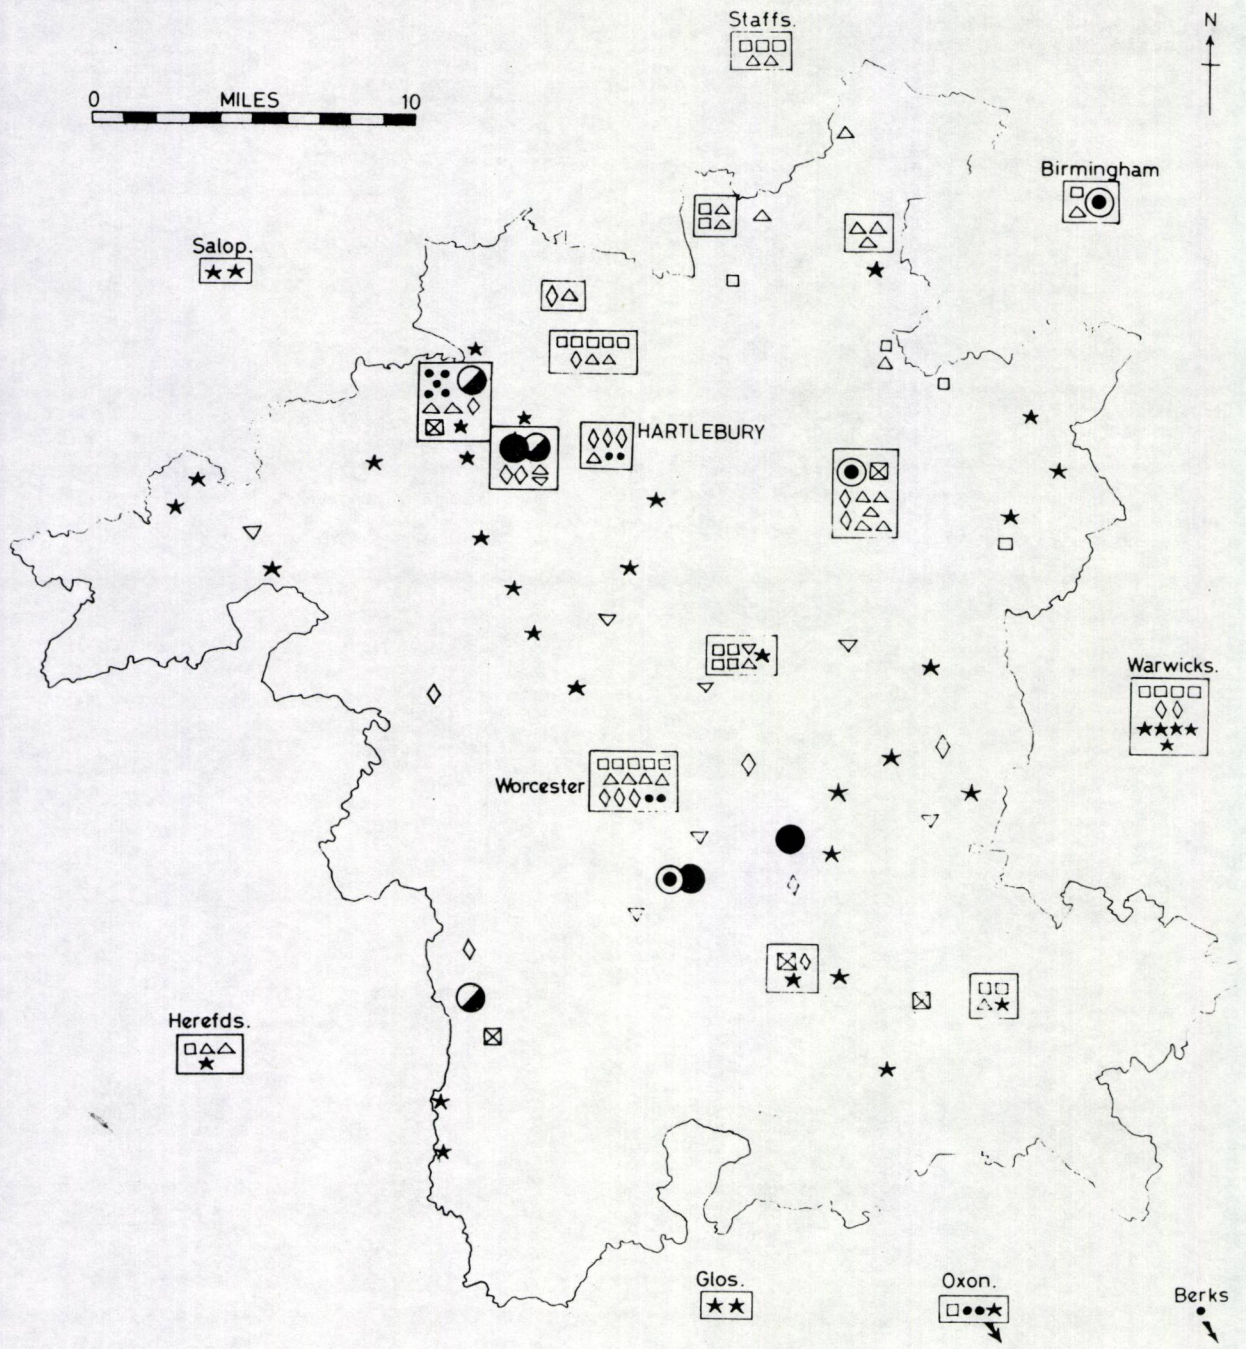 Staffs.
N
0 MILES 10
Birmingham
Salop.
HARTLEBURY
Warwicks.
Worcester
Herefds.
Glos.
Oxon.
Berks